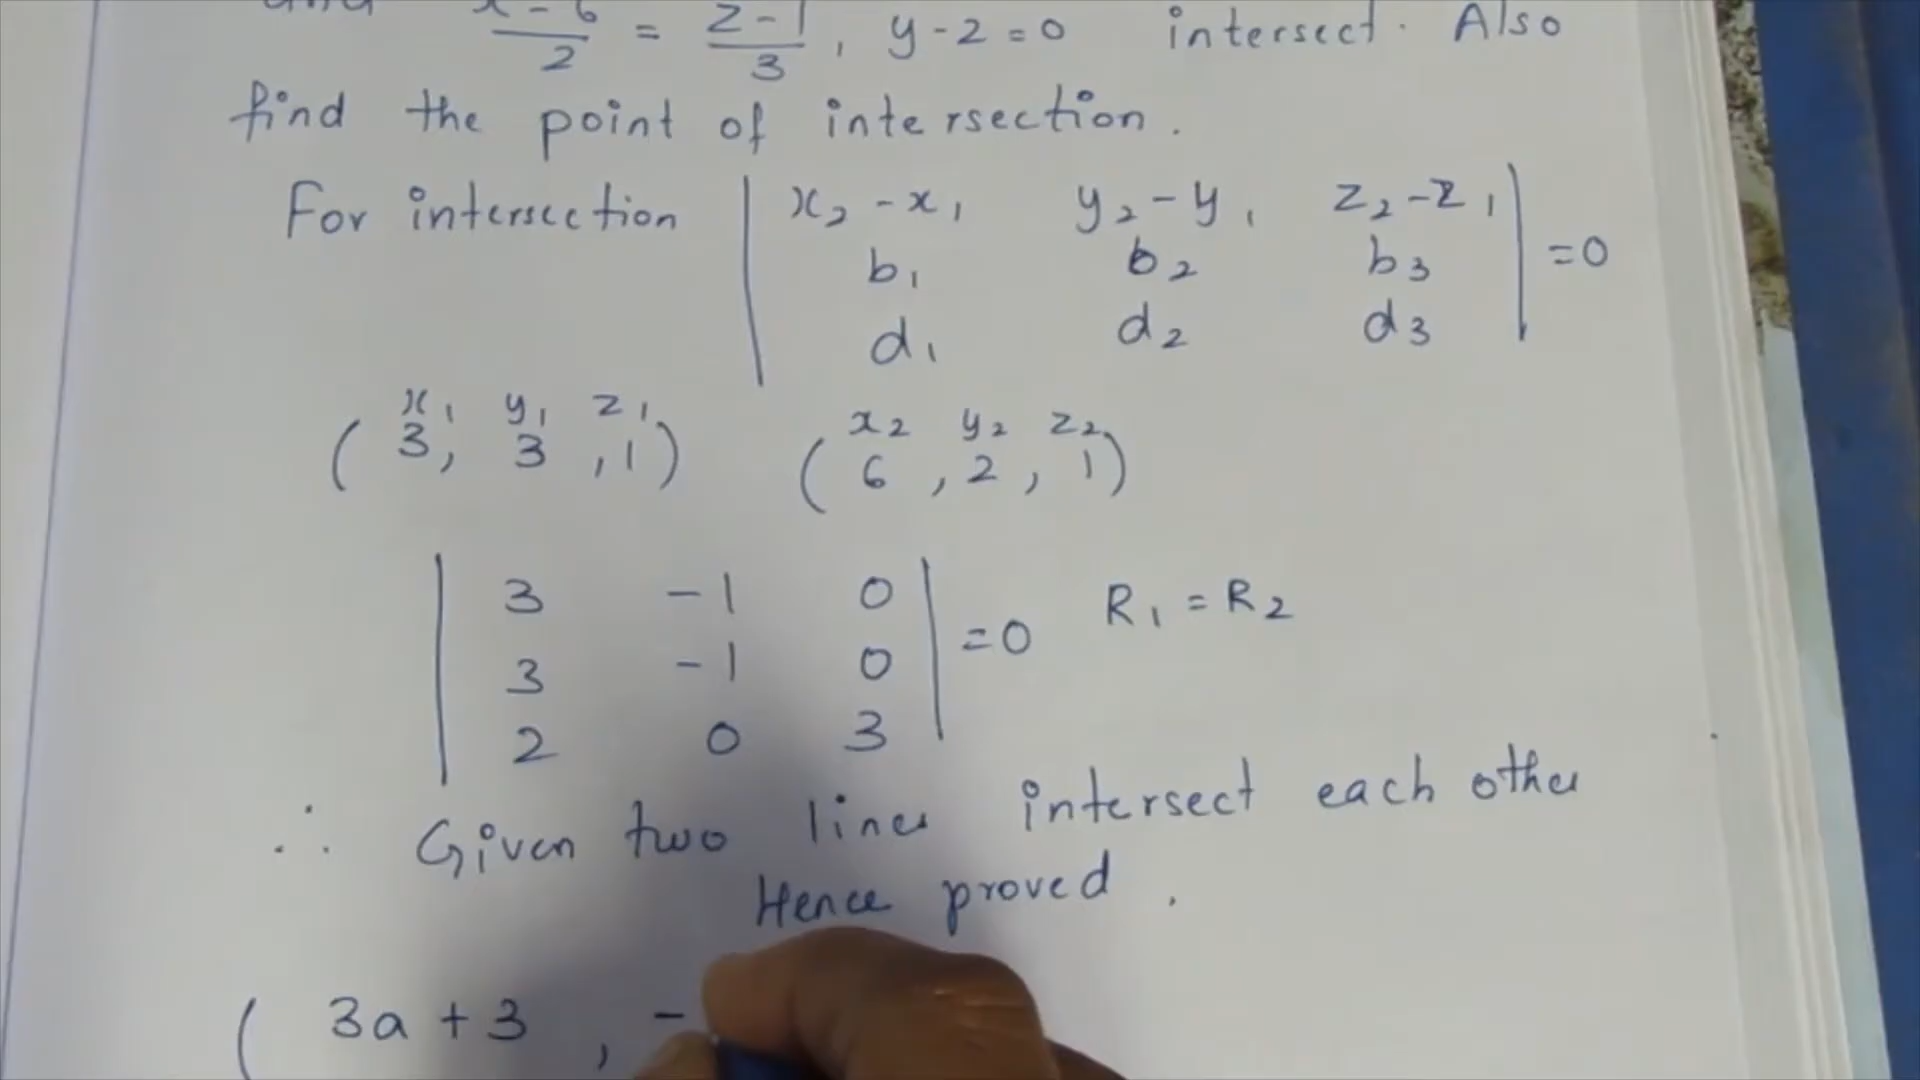 and x-6/2 = z-1/3, y-2=0 intersect. Also
find the point of intersection.
For intersection | x₂-x₁ y₂-y₁ z₂-z₁ | =0
b₁ b₂ b₃
d₁ d₂ d₃
x₁ y₁ z₁ x₂ y₂ z₂
(3, 3, 1) (6, 2, 1)
| 3 -1 0 | =0 R₁ = R₂
3 -1 0
2 0 3
∴ Given two lines intersect each other
Hence proved.
( 3a+3 , -